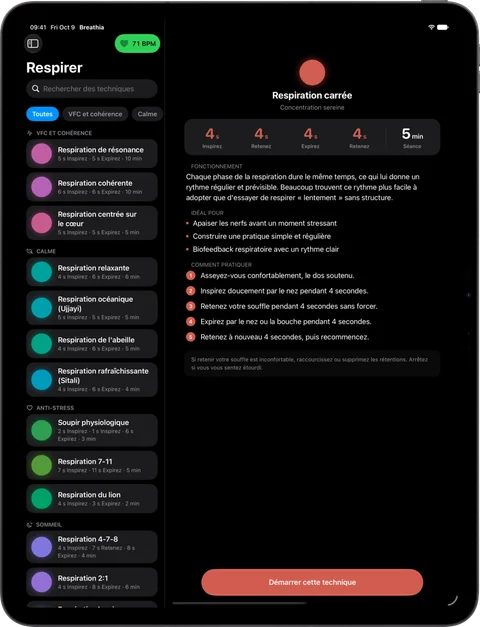 09:41 Fri Oct 9 Breathia
71 BPM
Respirer
Rechercher des techniques
Toutes
VFC et cohérence
Calme
VFC ET COHÉRENCE
Respiration de résonance
5 s Inspirez · 5 s Expirez · 10 min
Respiration cohérente
6 s Inspirez · 6 s Expirez · 10 min
Respiration centrée sur
le cœur
5 s Inspirez · 5 s Expirez · 5 min
CALME
Respiration relaxante
4 s Inspirez · 6 s Expirez · 6 min
Respiration océanique
(Ujjayi)
5 s Inspirez · 5 s Expirez · 5 min
Respiration de l'abeille
4 s Inspirez · 6 s Expirez · 5 min
Respiration rafraîchissante
(Sitali)
4 s Inspirez · 6 s Expirez · 4 min
ANTI-STRESS
Soupir physiologique
2 s Inspirez · 1 s Inspirez · 6 s
Expirez · 3 min
Respiration 7-11
7 s Inspirez · 11 s Expirez · 5 min
Respiration du lion
4 s Inspirez · 3 s Expirez · 2 min
SOMMEIL
Respiration 4-7-8
4 s Inspirez · 7 s Retenez · 8 s
Expirez · 4 min
Respiration 2:1
4 s Inspirez · 8 s Expirez · 6 min
Respiration carrée
Concentration sereine
4 s
Inspirez
4 s
Retenez
4 s
Expirez
4 s
Retenez
5 min
Séance
FONCTIONNEMENT
Chaque phase de la respiration dure le même temps, ce qui lui donne un
rythme régulier et prévisible. Beaucoup trouvent ce rythme plus facile à
adopter que d'essayer de respirer « lentement » sans structure.
IDÉAL POUR
• Apaiser les nerfs avant un moment stressant
• Construire une pratique simple et régulière
• Biofeedback respiratoire avec un rythme clair
COMMENT PRATIQUER
1 Asseyez-vous confortablement, le dos soutenu.
2 Inspirez doucement par le nez pendant 4 secondes.
3 Retenez votre souffle pendant 4 secondes sans forcer.
4 Expirez par le nez ou la bouche pendant 4 secondes.
5 Retenez à nouveau 4 secondes, puis recommencez.
Si retenir votre souffle est inconfortable, raccourcissez ou supprimez les rétentions. Arrêtez
si vous vous sentez étourdi.
Démarrer cette technique